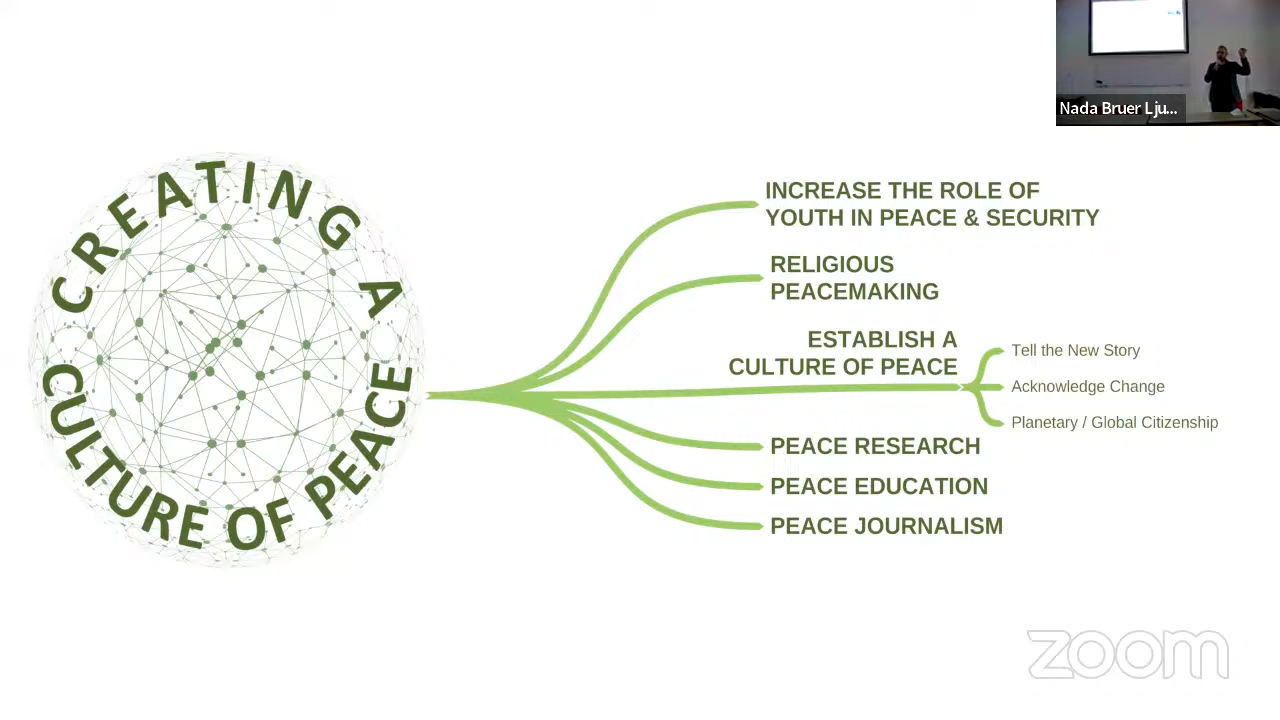 Nada Bruer Lju...
CREATING A
CULTURE OF PEACE
INCREASE THE ROLE OF
YOUTH IN PEACE & SECURITY
RELIGIOUS
PEACEMAKING
ESTABLISH A
CULTURE OF PEACE
Tell the New Story
Acknowledge Change
Planetary / Global Citizenship
PEACE RESEARCH
PEACE EDUCATION
PEACE JOURNALISM
zoom